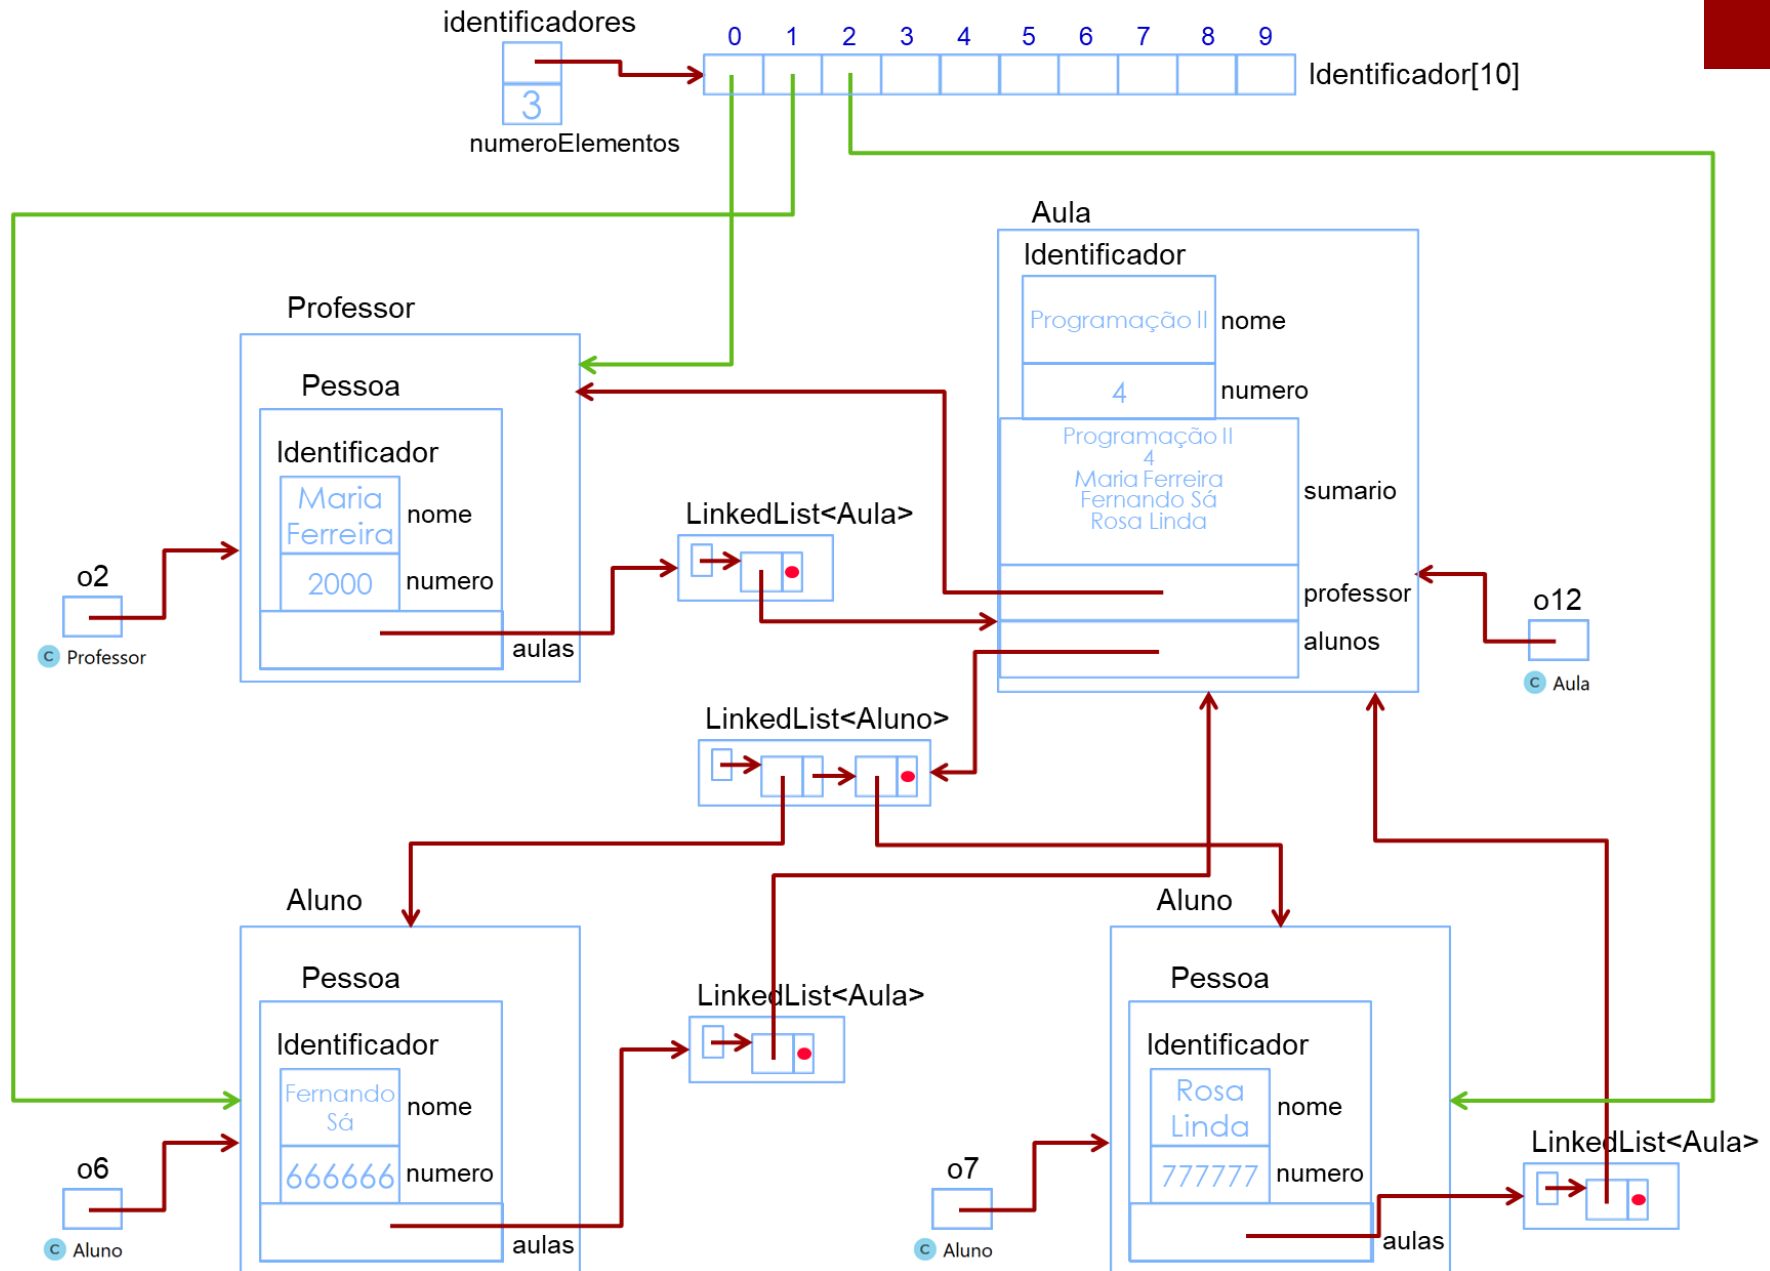 identificadores
0 1 2 3 4 5 6 7 8 9
Identificador[10]
3
numeroElementos
Aula
Identificador
Programação II nome
4 numero
Programação II
4
Maria Ferreira
Fernando Sá
Rosa Linda
sumario
professor
alunos
o12
C Aula
Professor
Pessoa
Identificador
Maria
Ferreira
nome
2000 numero
aulas
o2
C Professor
LinkedList<Aula>
LinkedList<Aluno>
Aluno
Pessoa
Identificador
Fernando
Sá
nome
666666 numero
aulas
o6
C Aluno
LinkedList<Aula>
Aluno
Pessoa
Identificador
Rosa
Linda
nome
777777 numero
aulas
o7
C Aluno
LinkedList<Aula>